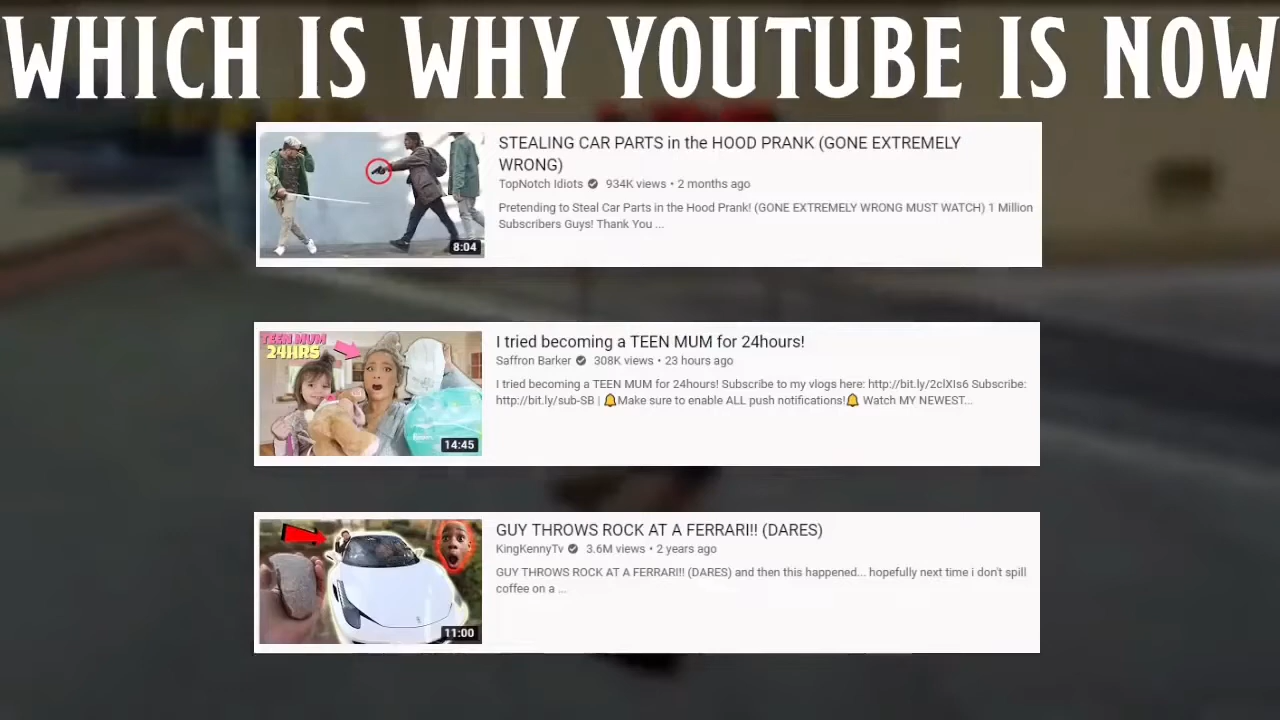 WHICH IS WHY YOUTUBE IS NOW
STEALING CAR PARTS in the HOOD PRANK (GONE EXTREMELY
WRONG)
TopNotch Idiots 934K views • 2 months ago
Pretending to Steal Car Parts in the Hood Prank! (GONE EXTREMELY WRONG MUST WATCH) 1 Million
Subscribers Guys! Thank You ...
8:04
TEEN MUM
24HRS
I tried becoming a TEEN MUM for 24hours!
Saffron Barker 308K views • 23 hours ago
I tried becoming a TEEN MUM for 24hours! Subscribe to my vlogs here: http://bit.ly/2clXIs6 Subscribe:
http://bit.ly/sub-SB | 🔔Make sure to enable ALL push notifications!🔔 Watch MY NEWEST...
14:45
GUY THROWS ROCK AT A FERRARI!! (DARES)
KingKennyTv 3.6M views • 2 years ago
GUY THROWS ROCK AT A FERRARI!! (DARES) and then this happened... hopefully next time i don't spill
coffee on a ...
11:00